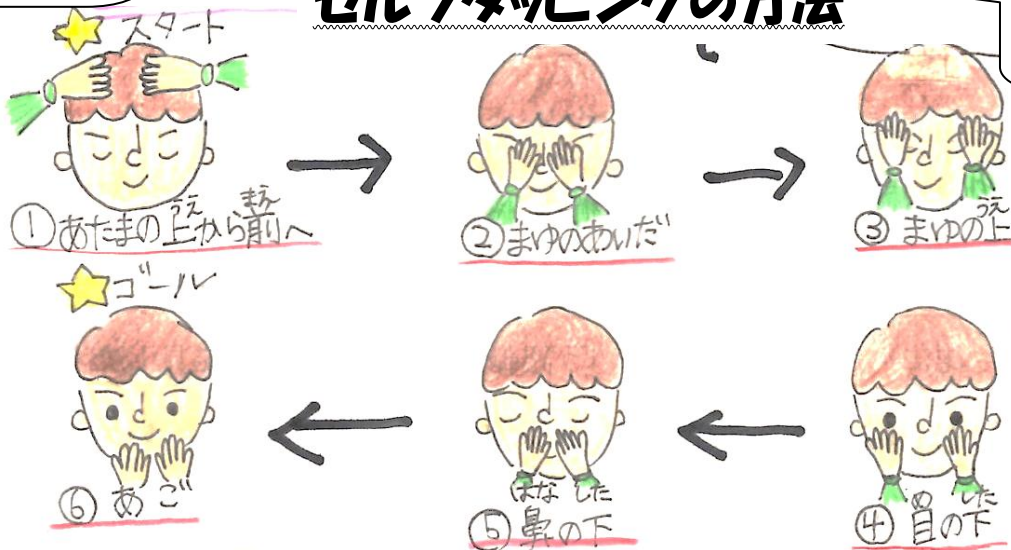 セルフタッピングの方法
スタート
①あたまの上から前へ
うえ
まえ
②まゆのあいだ
③まゆの上
うえ
④目の下
め
した
⑤鼻の下
はな
した
⑥あご
ゴール